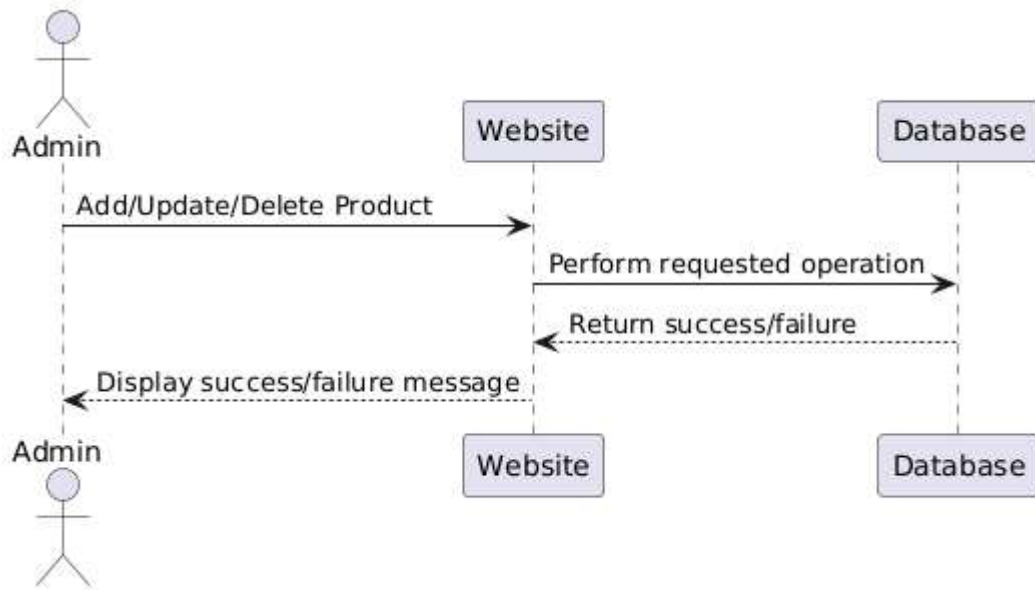 Admin
Website
Database
Add/Update/Delete Product
Perform requested operation
Return success/failure
Display success/failure message
Admin
Website
Database